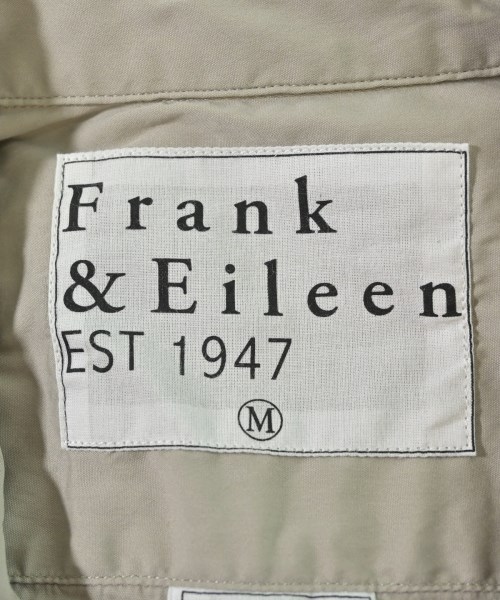 Frank
& Eileen
EST 1947
M